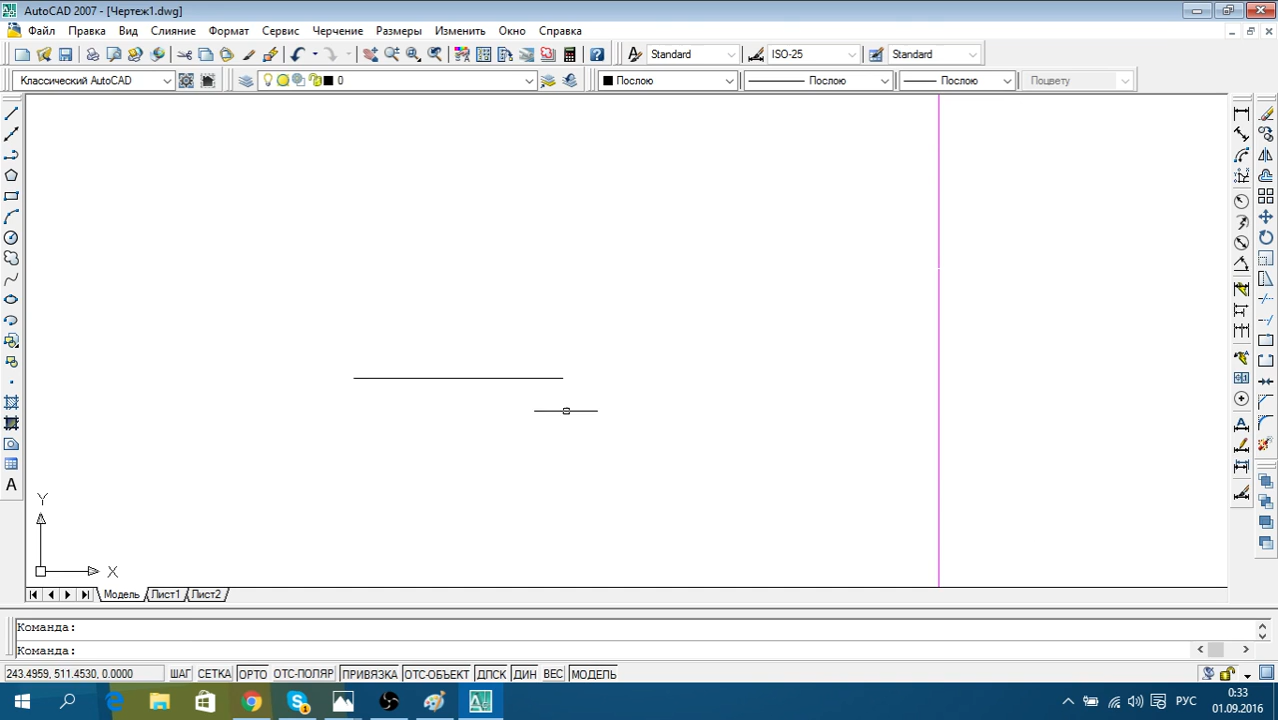 AutoCAD 2007 - [Чертеж1.dwg]
Файл Правка Вид Слияние Формат Сервис Черчение Размеры Изменить Окно Справка
Standard ISO-25 Standard
Классический AutoCAD 0 Послою Послою Послою Поцвету
Y
X
Модель Лист1 Лист2
Команда:
Команда:
243.4959, 511.4530, 0.0000 ШАГ СЕТКА ОРТО ОТС-ПОЛЯР ПРИВЯЗКА ОТС-ОБЪЕКТ ДПСК ДИН ВЕС МОДЕЛЬ
РУС 0:33
01.09.2016